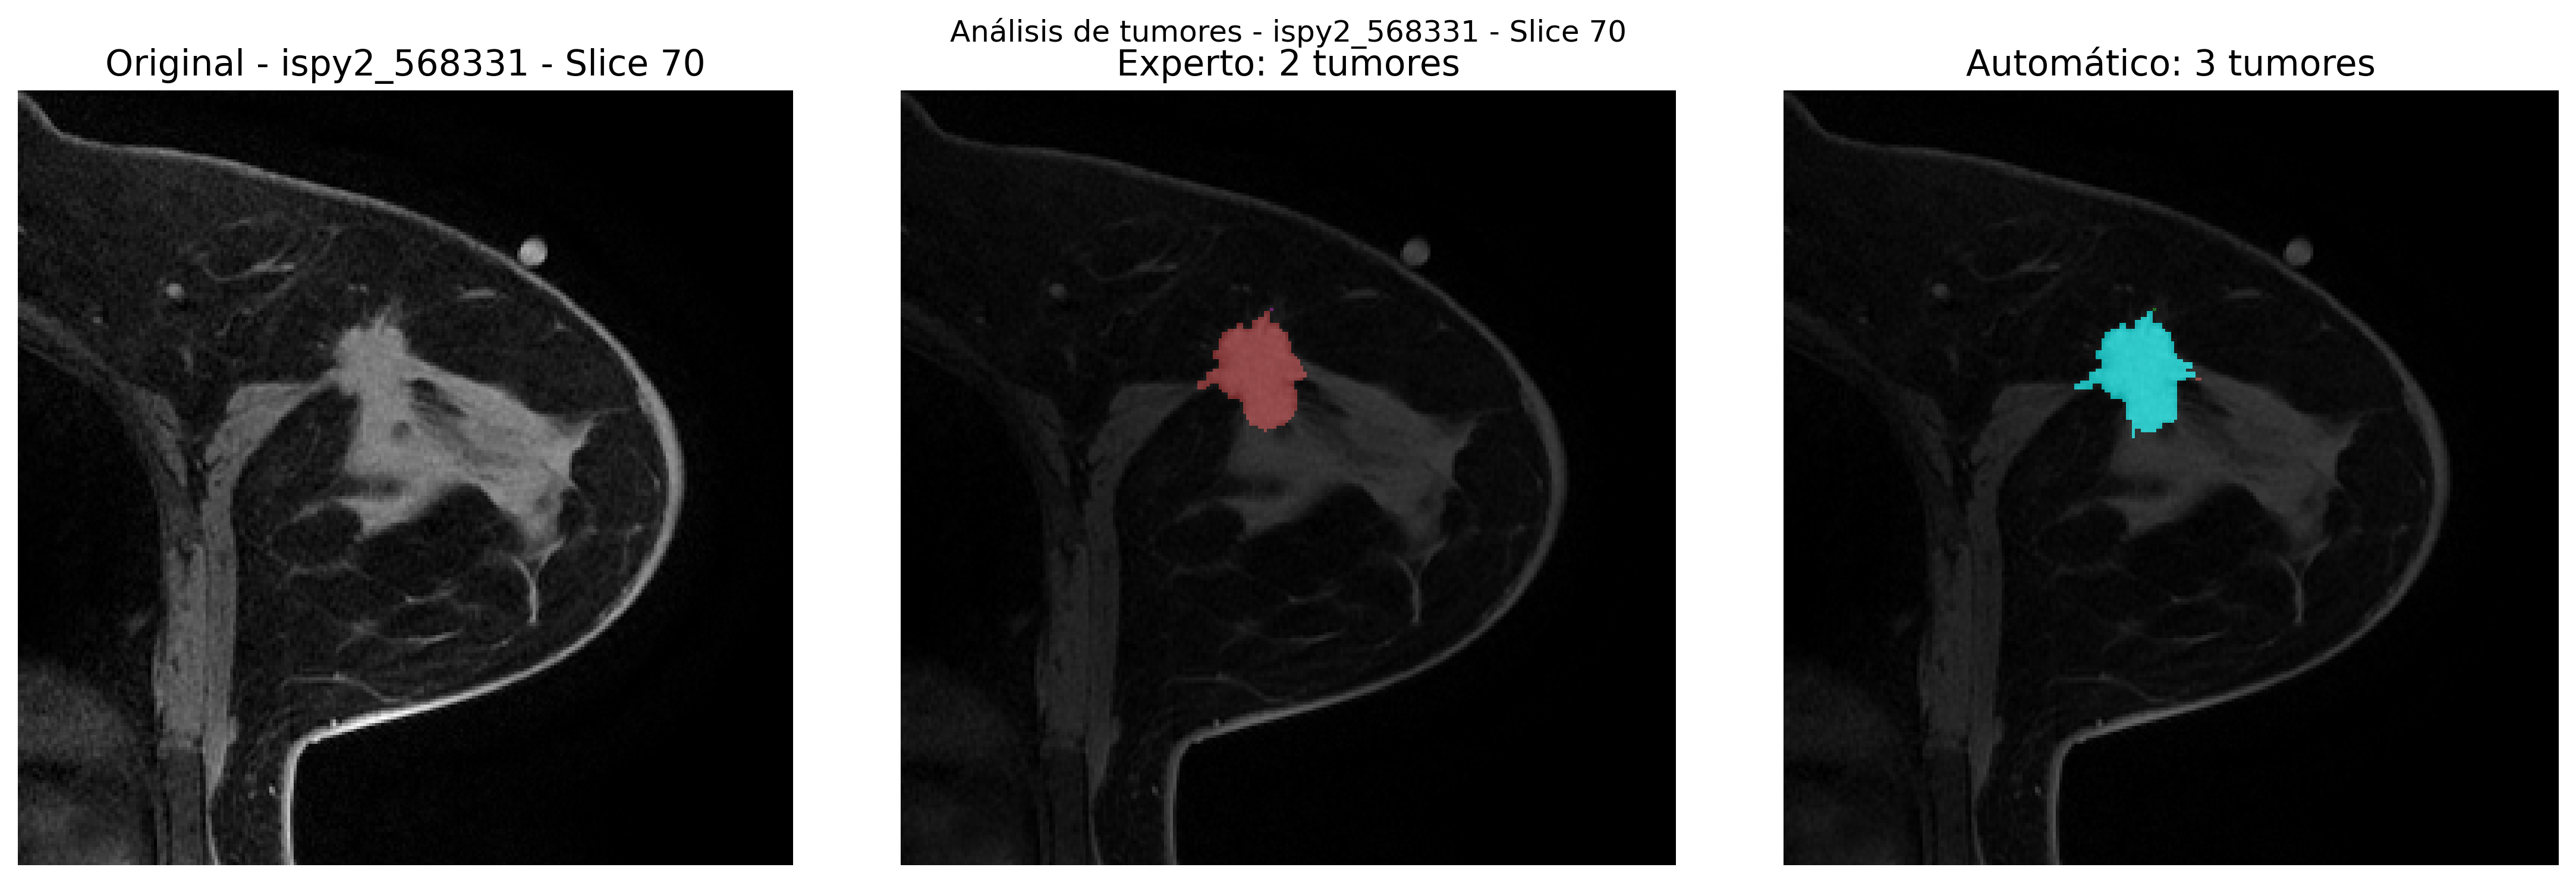 Análisis de tumores - ispy2_568331 - Slice 70
Original - ispy2_568331 - Slice 70
Experto: 2 tumores
Automático: 3 tumores